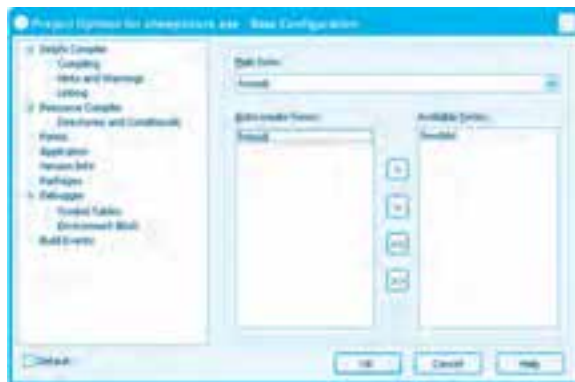 Project Options for sheeppicture.exe - Base Configuration
Delphi Compiler
Compiling
Hints and Warnings
Linking
Resource Compiler
Directories and Conditionals
Forms
Application
Version Info
Packages
Debugger
Symbol Tables
Environment Block
Build Events
Main form:
Auto-create forms:
Available forms:
>
>>
Default
OK
Cancel
Help